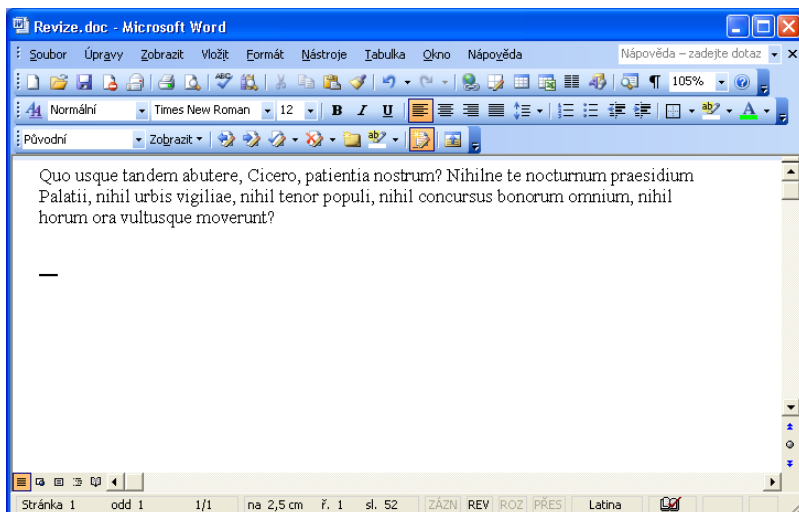 Revize.doc - Microsoft Word
Soubor Úpravy Zobrazit Vložit Formát Nástroje Tabulka Okno Nápověda Nápověda – zadejte dotaz
105%
Normální Times New Roman 12 B I U
Původní Zobrazit
Quo usque tandem abutere, Cicero, patientia nostrum? Nihilne te nocturnum praesidium
Palatii, nihil urbis vigiliae, nihil tenor populi, nihil concursus bonorum omnium, nihil
horum ora vultusque moverunt?
Stránka 1 odd 1 1/1 na 2,5 cm ř. 1 sl. 52 ZÁZN REV ROZ PŘES Latina